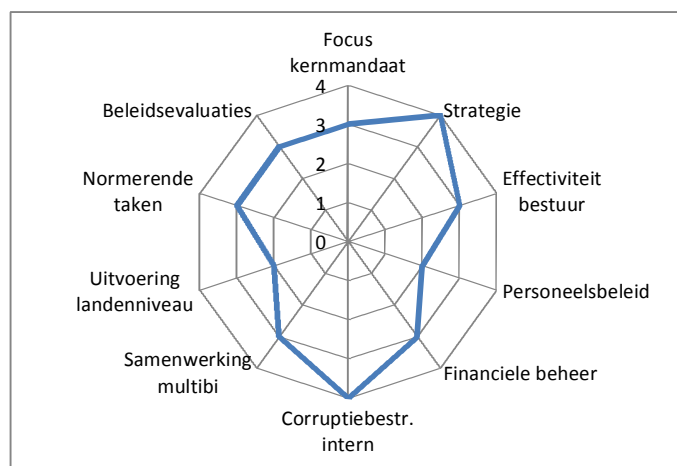 Focus
kernmandaat
Strategie
Effectiviteit
bestuur
Personeelsbeleid
Financiele beheer
Corruptiebestr.
intern
Samenwerking
multibi
Uitvoering
landenniveau
Normerende
taken
Beleidsevaluaties
4
3
2
1
0